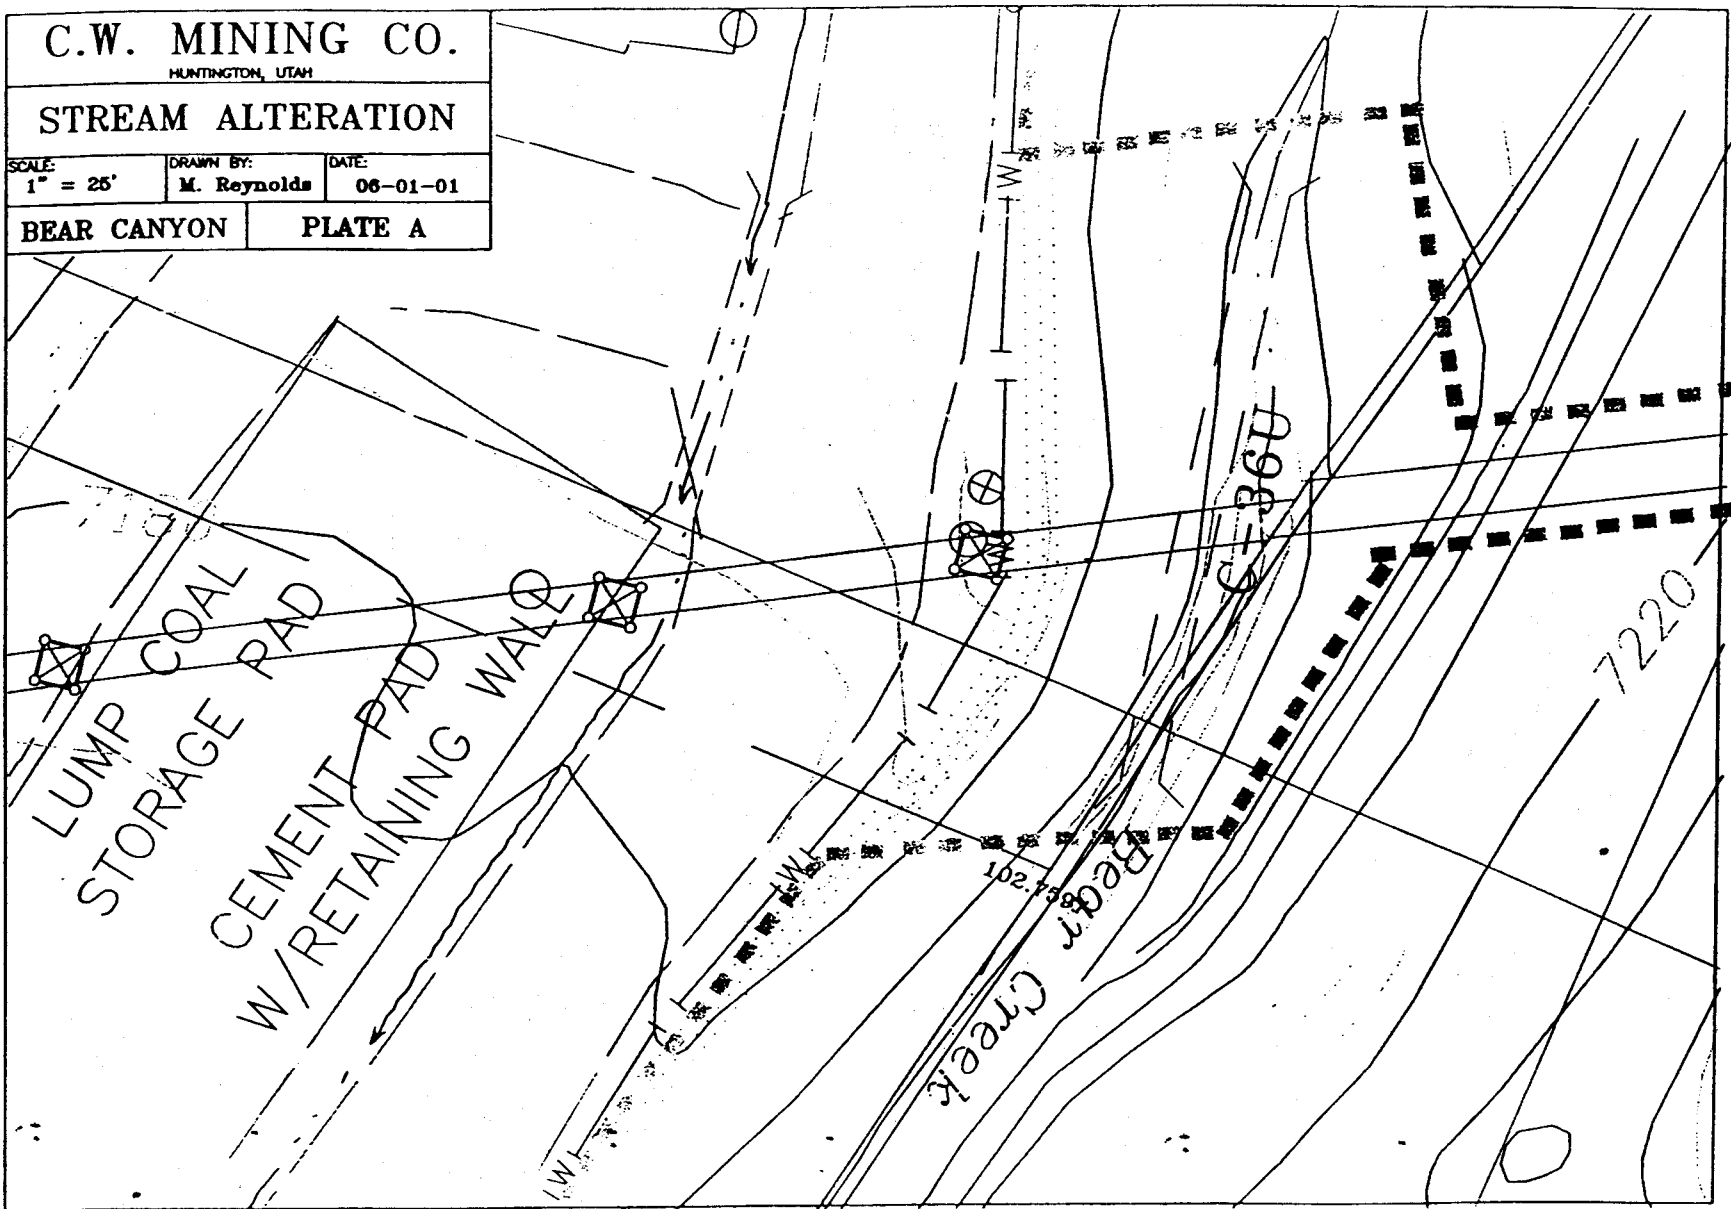 C.W. MINING CO.
HUNTINGTON, UTAH
STREAM ALTERATION
SCALE:
1" = 25'
DRAWN BY:
M. Reynolds
DATE:
06-01-01
BEAR CANYON
PLATE A
W
C-36U
7180
W
7220
LUMP COAL
STORAGE PAD
CEMENT PAD
W/RETAINING WALL
W
102.759
Bear Creek
W